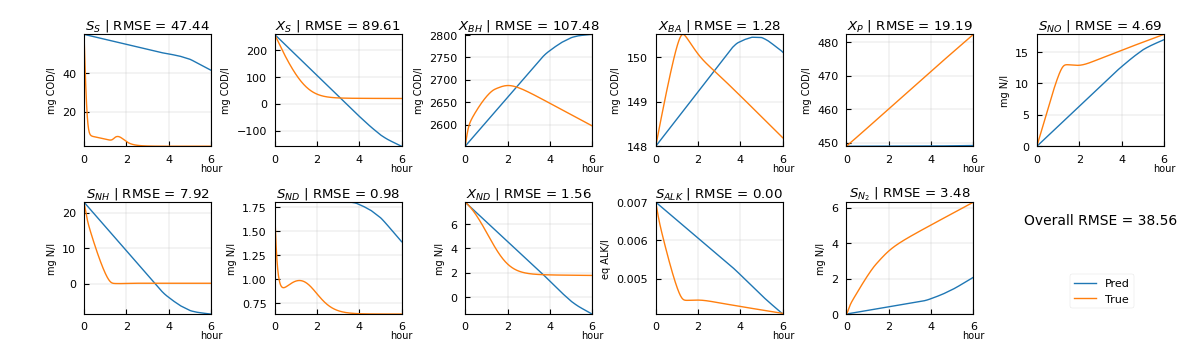 S_S | RMSE = 47.44
X_S | RMSE = 89.61
X_BH | RMSE = 107.48
X_BA | RMSE = 1.28
X_P | RMSE = 19.19
S_NO | RMSE = 4.69
mg COD/l
40
20
0 2 4 6
hour
mg COD/l
200
100
0
−100
0 2 4 6
hour
mg COD/l
2800
2750
2700
2650
2600
0 2 4 6
hour
mg COD/l
150
149
148
0 2 4 6
hour
mg COD/l
480
470
460
450
0 2 4 6
hour
mg N/l
15
10
5
0
0 2 4 6
hour
S_NH | RMSE = 7.92
S_ND | RMSE = 0.98
X_ND | RMSE = 1.56
S_ALK | RMSE = 0.00
S_N₂ | RMSE = 3.48
mg N/l
20
10
0
0 2 4 6
hour
mg N/l
1.75
1.50
1.25
1.00
0.75
0 2 4 6
hour
mg N/l
6
4
2
0
0 2 4 6
hour
eq ALK/l
0.007
0.006
0.005
0 2 4 6
hour
mg N/l
6
4
2
0
0 2 4 6
hour
Overall RMSE = 38.56
Pred
True